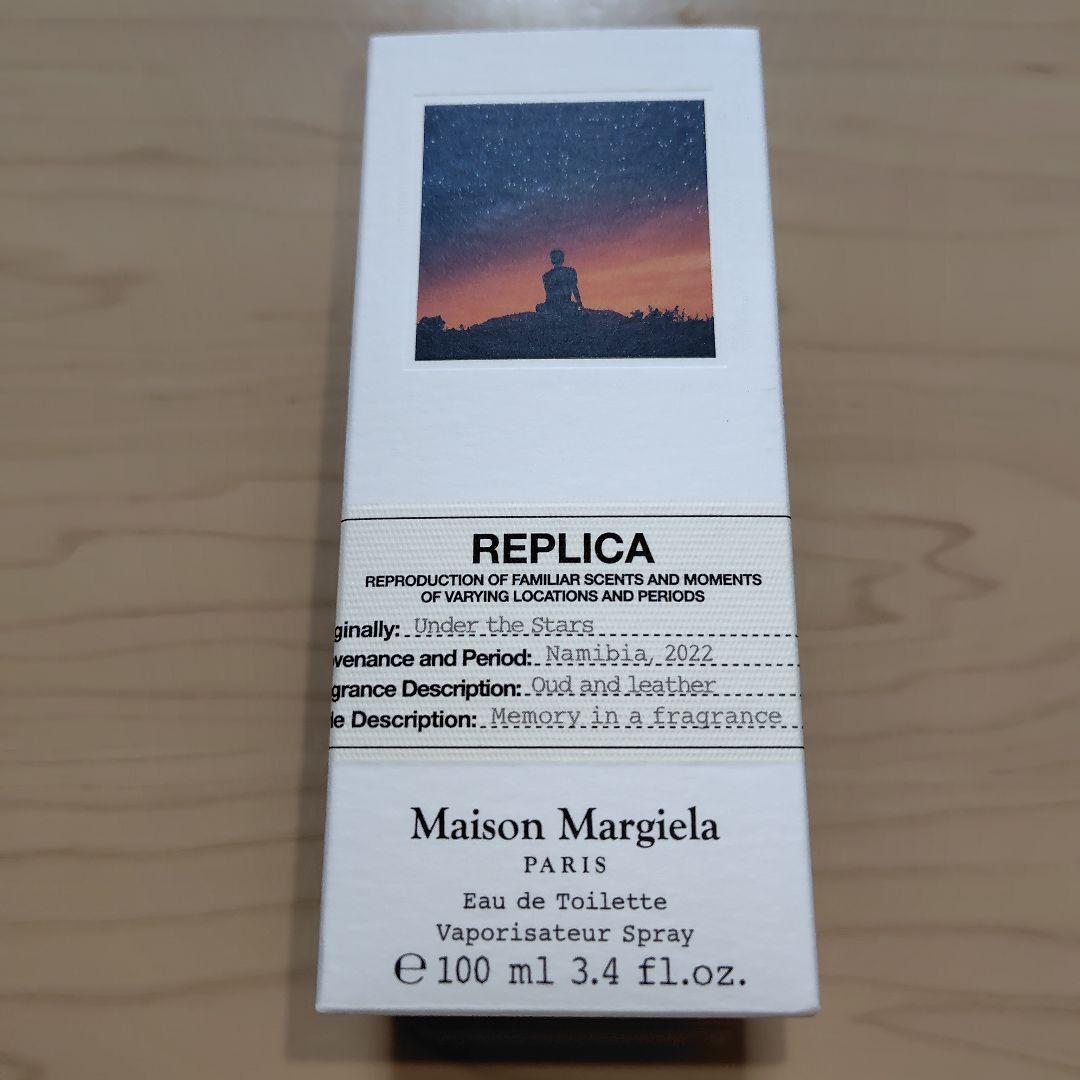 REPLICA
REPRODUCTION OF FAMILIAR SCENTS AND MOMENTS
OF VARYING LOCATIONS AND PERIODS
ginally: Under the Stars
venance and Period: Namibia, 2022
grance Description: Oud and leather
le Description: Memory in a fragrance
Maison Margiela
PARIS
Eau de Toilette
Vaporisateur Spray
℮ 100 ml 3.4 fl.oz.